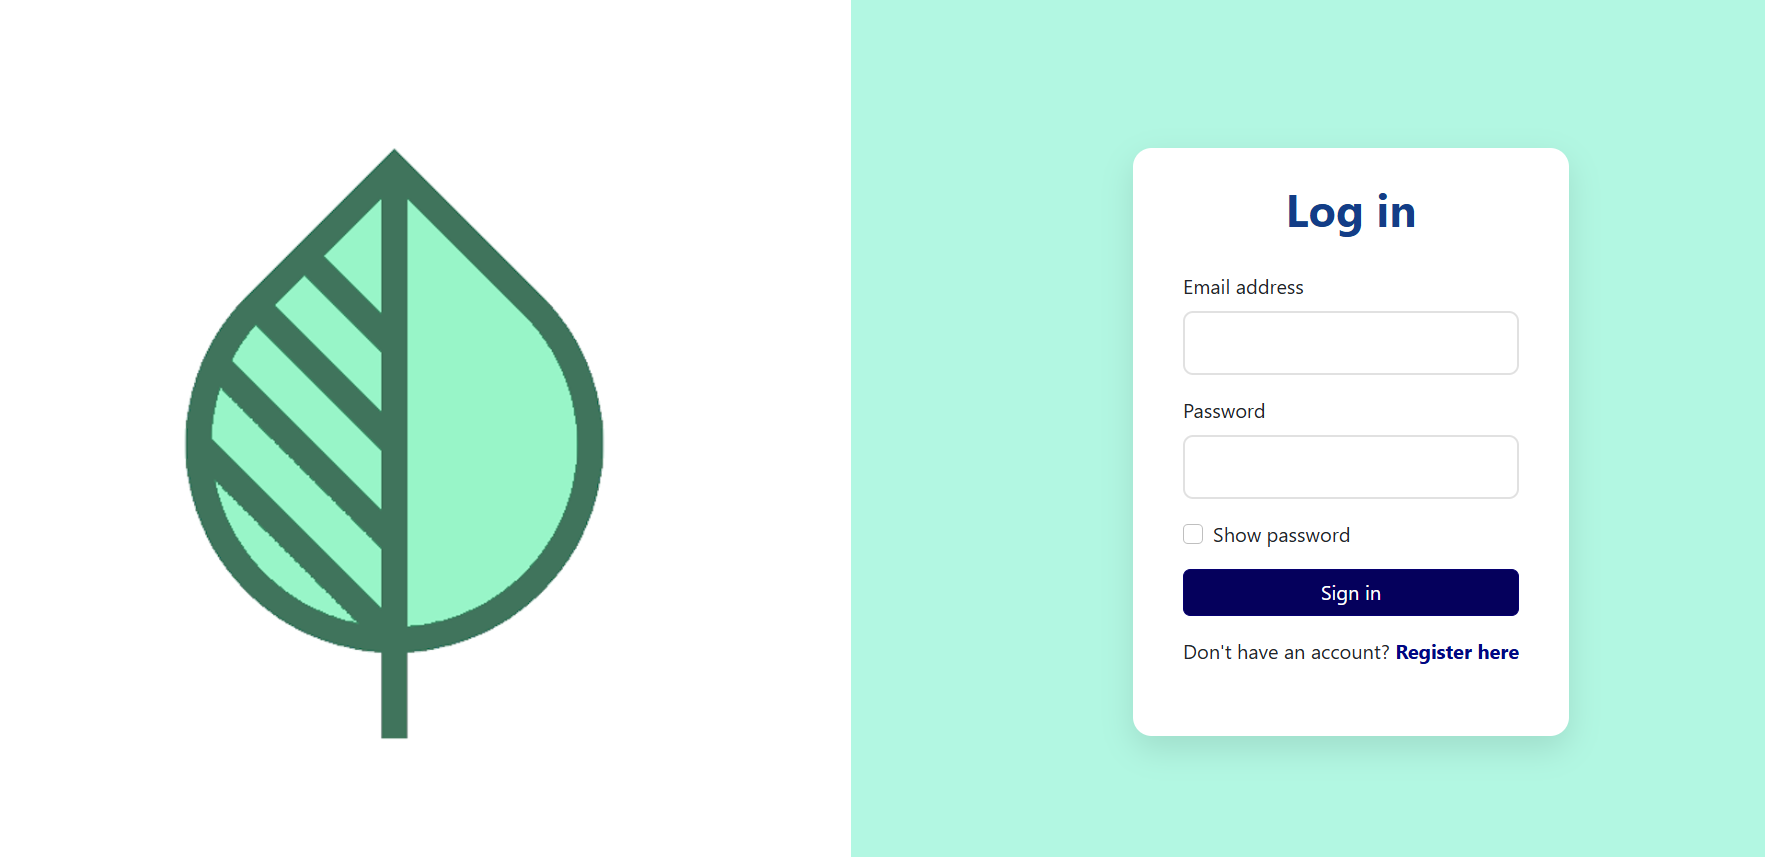 Log in
Email address
Password
Show password
Sign in
Don't have an account? Register here